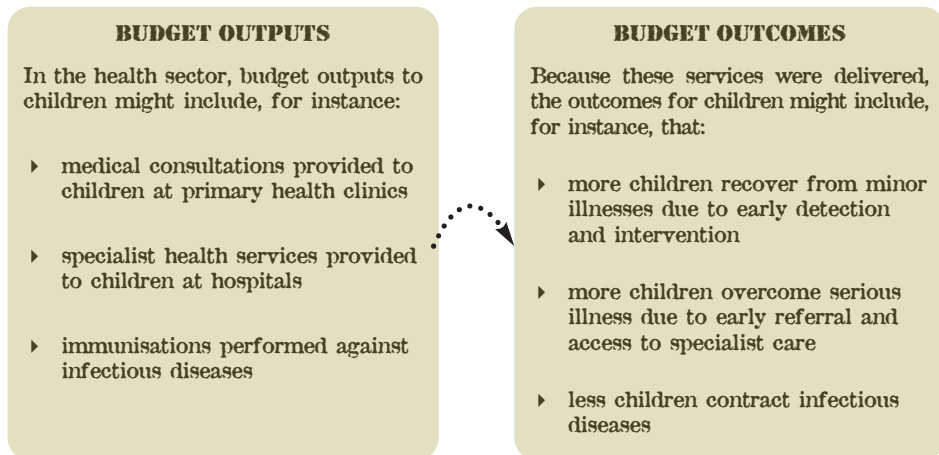 BUDGET OUTPUTS
In the health sector, budget outputs to
children might include, for instance:
medical consultations provided to
children at primary health clinics
specialist health services provided
to children at hospitals
immunisations performed against
infectious diseases
BUDGET OUTCOMES
Because these services were delivered,
the outcomes for children might include,
for instance, that:
more children recover from minor
illnesses due to early detection
and intervention
more children overcome serious
illness due to early referral and
access to specialist care
less children contract infectious
diseases